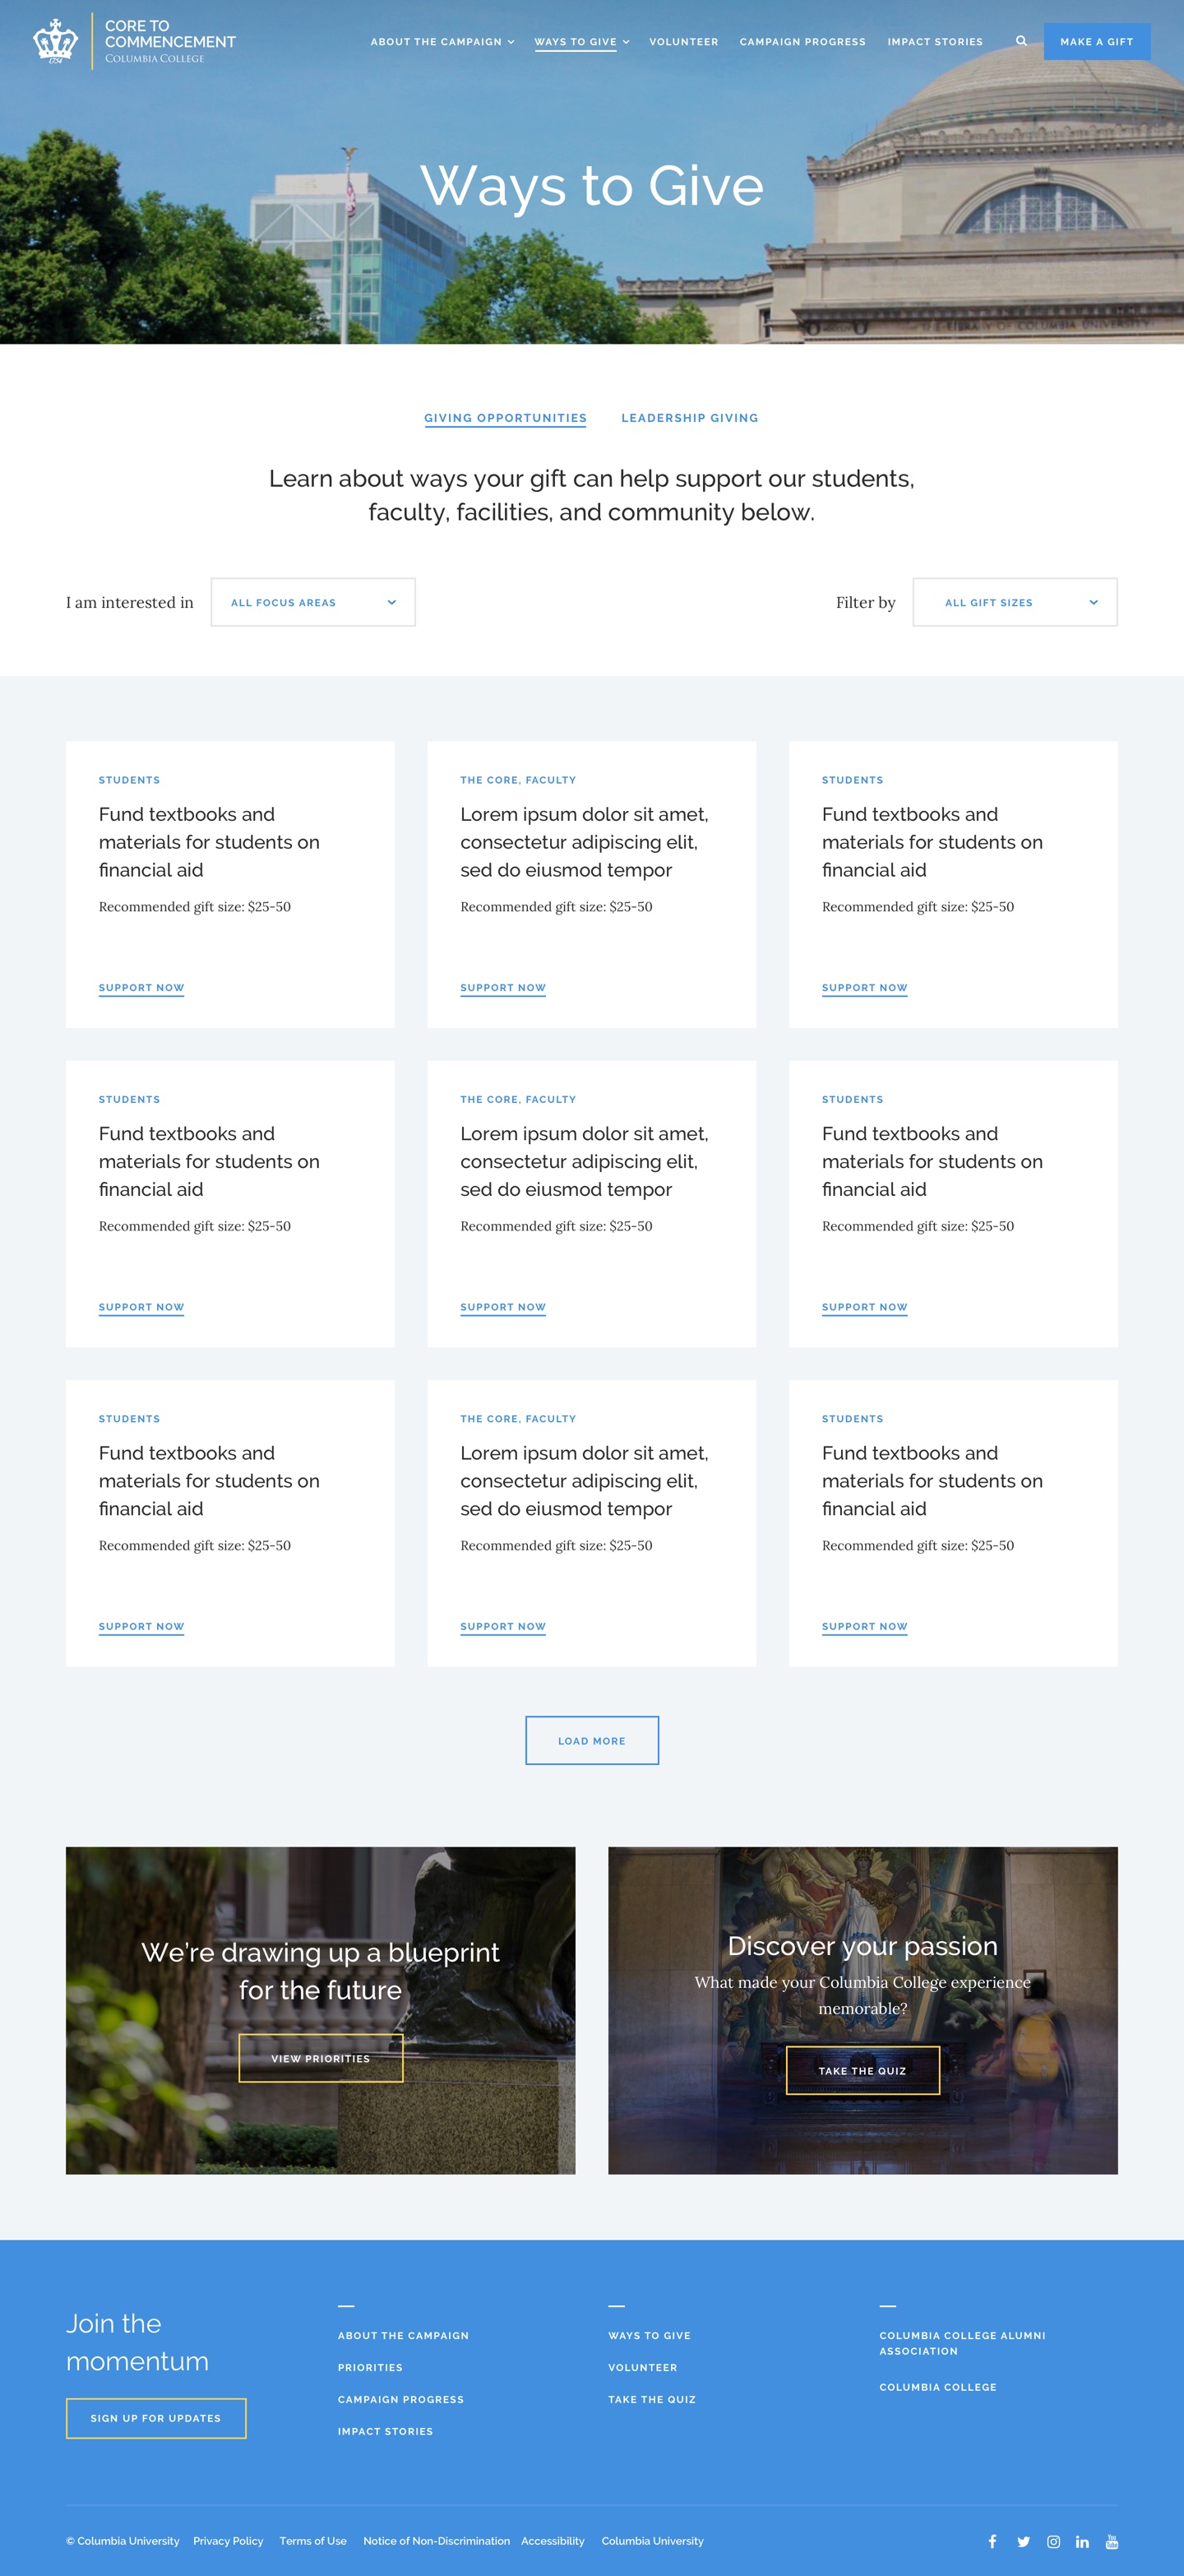 CORE TO
COMMENCEMENT
COLUMBIA COLLEGE
1754
ABOUT THE CAMPAIGN
WAYS TO GIVE
VOLUNTEER
CAMPAIGN PROGRESS
IMPACT STORIES
MAKE A GIFT
Ways to Give
THE LIBRARY OF COLUMBIA UNIVERSITY
GIVING OPPORTUNITIES
LEADERSHIP GIVING
Learn about ways your gift can help support our students,
faculty, facilities, and community below.
I am interested in
ALL FOCUS AREAS
Filter by
ALL GIFT SIZES
STUDENTS
Fund textbooks and
materials for students on
financial aid
Recommended gift size: $25-50
SUPPORT NOW
THE CORE, FACULTY
Lorem ipsum dolor sit amet,
consectetur adipiscing elit,
sed do eiusmod tempor
Recommended gift size: $25-50
SUPPORT NOW
STUDENTS
Fund textbooks and
materials for students on
financial aid
Recommended gift size: $25-50
SUPPORT NOW
STUDENTS
Fund textbooks and
materials for students on
financial aid
Recommended gift size: $25-50
SUPPORT NOW
THE CORE, FACULTY
Lorem ipsum dolor sit amet,
consectetur adipiscing elit,
sed do eiusmod tempor
Recommended gift size: $25-50
SUPPORT NOW
STUDENTS
Fund textbooks and
materials for students on
financial aid
Recommended gift size: $25-50
SUPPORT NOW
STUDENTS
Fund textbooks and
materials for students on
financial aid
Recommended gift size: $25-50
SUPPORT NOW
THE CORE, FACULTY
Lorem ipsum dolor sit amet,
consectetur adipiscing elit,
sed do eiusmod tempor
Recommended gift size: $25-50
SUPPORT NOW
STUDENTS
Fund textbooks and
materials for students on
financial aid
Recommended gift size: $25-50
SUPPORT NOW
LOAD MORE
We're drawing up a blueprint
for the future
VIEW PRIORITIES
Discover your passion
What made your Columbia College experience
memorable?
TAKE THE QUIZ
Join the
momentum
SIGN UP FOR UPDATES
ABOUT THE CAMPAIGN
PRIORITIES
CAMPAIGN PROGRESS
IMPACT STORIES
WAYS TO GIVE
VOLUNTEER
TAKE THE QUIZ
COLUMBIA COLLEGE ALUMNI
ASSOCIATION
COLUMBIA COLLEGE
© Columbia University
Privacy Policy
Terms of Use
Notice of Non-Discrimination
Accessibility
Columbia University